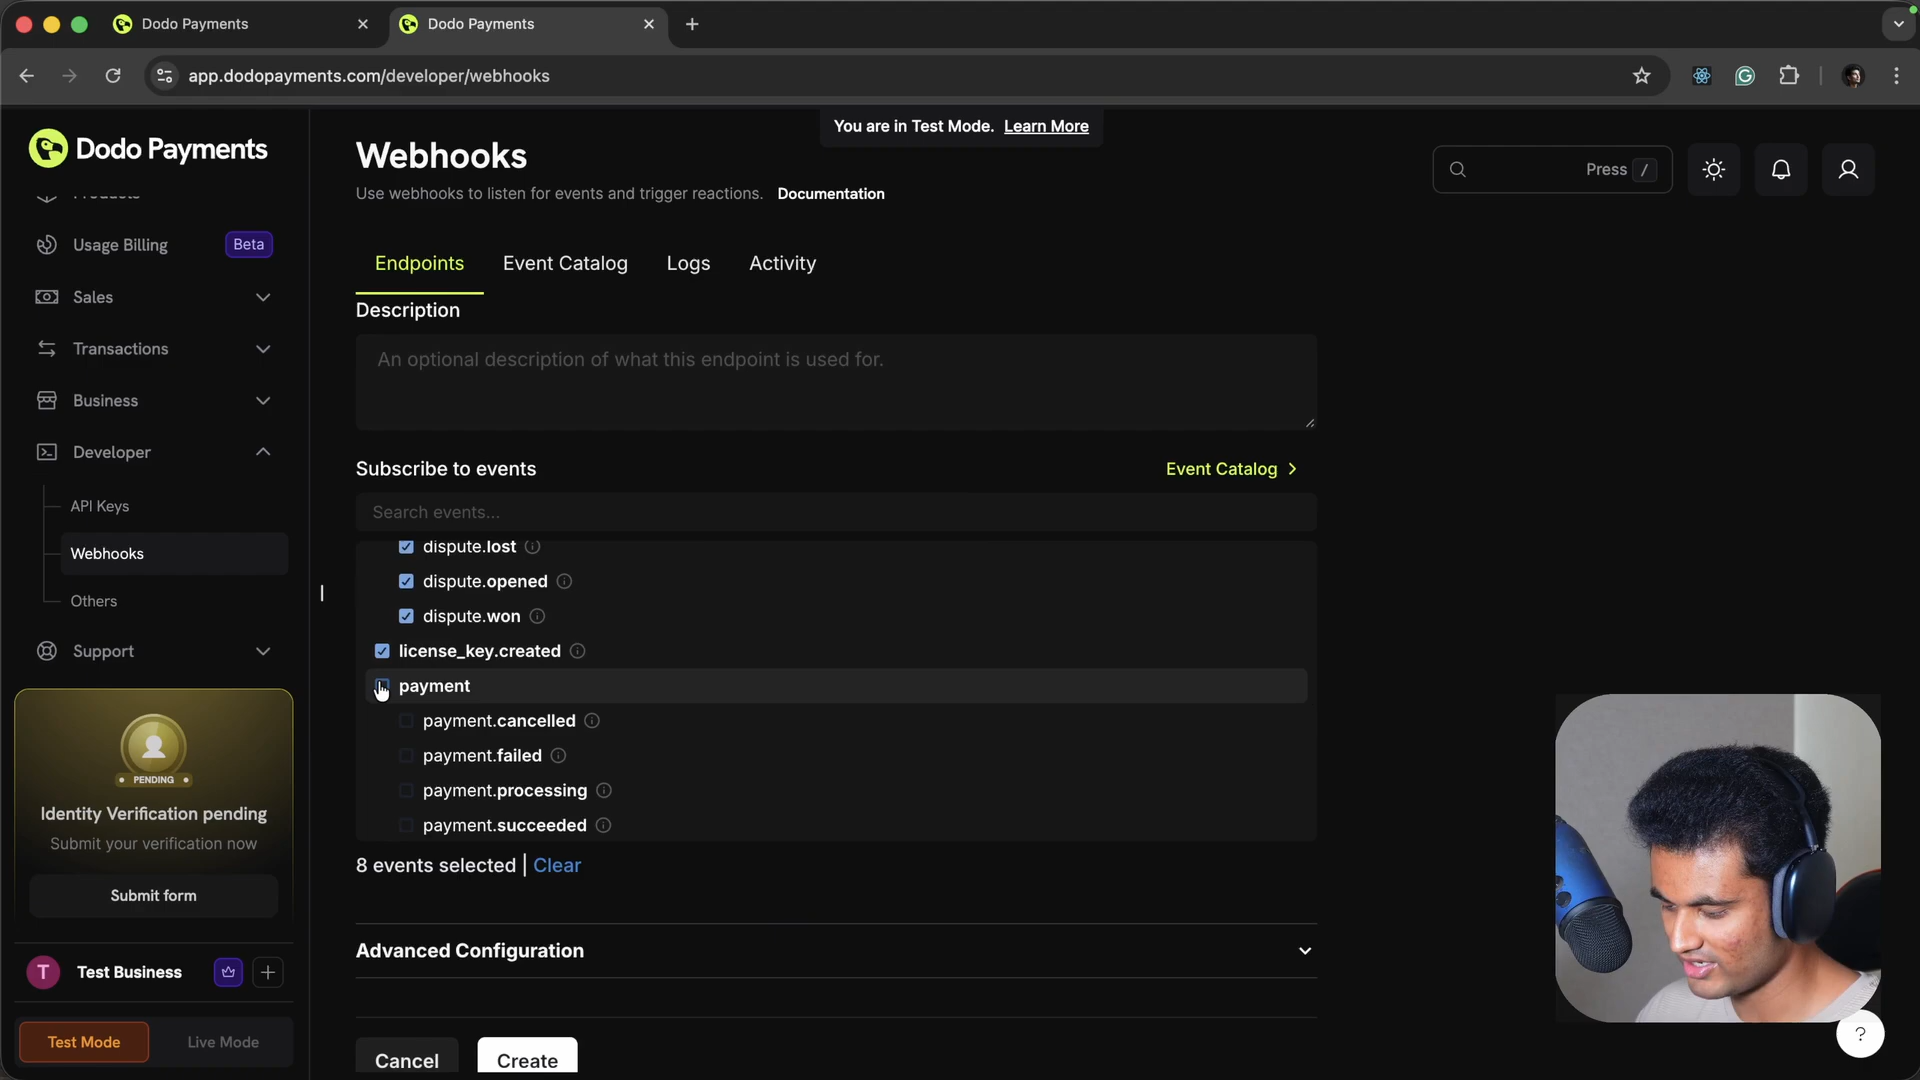 Dodo Payments
Dodo Payments
app.dodopayments.com/developer/webhooks
Dodo Payments
Products
Usage Billing
Beta
Sales
Transactions
Business
Developer
API Keys
Webhooks
Others
Support
PENDING
Identity Verification pending
Submit your verification now
Submit form
T
Test Business
Test Mode
Live Mode
You are in Test Mode. Learn More
Webhooks
Use webhooks to listen for events and trigger reactions. Documentation
Press /
Endpoints
Event Catalog
Logs
Activity
Description
An optional description of what this endpoint is used for.
Subscribe to events
Event Catalog
Search events...
dispute.lost
dispute.opened
dispute.won
license_key.created
payment
payment.cancelled
payment.failed
payment.processing
payment.succeeded
8 events selected | Clear
Advanced Configuration
Cancel
Create
?